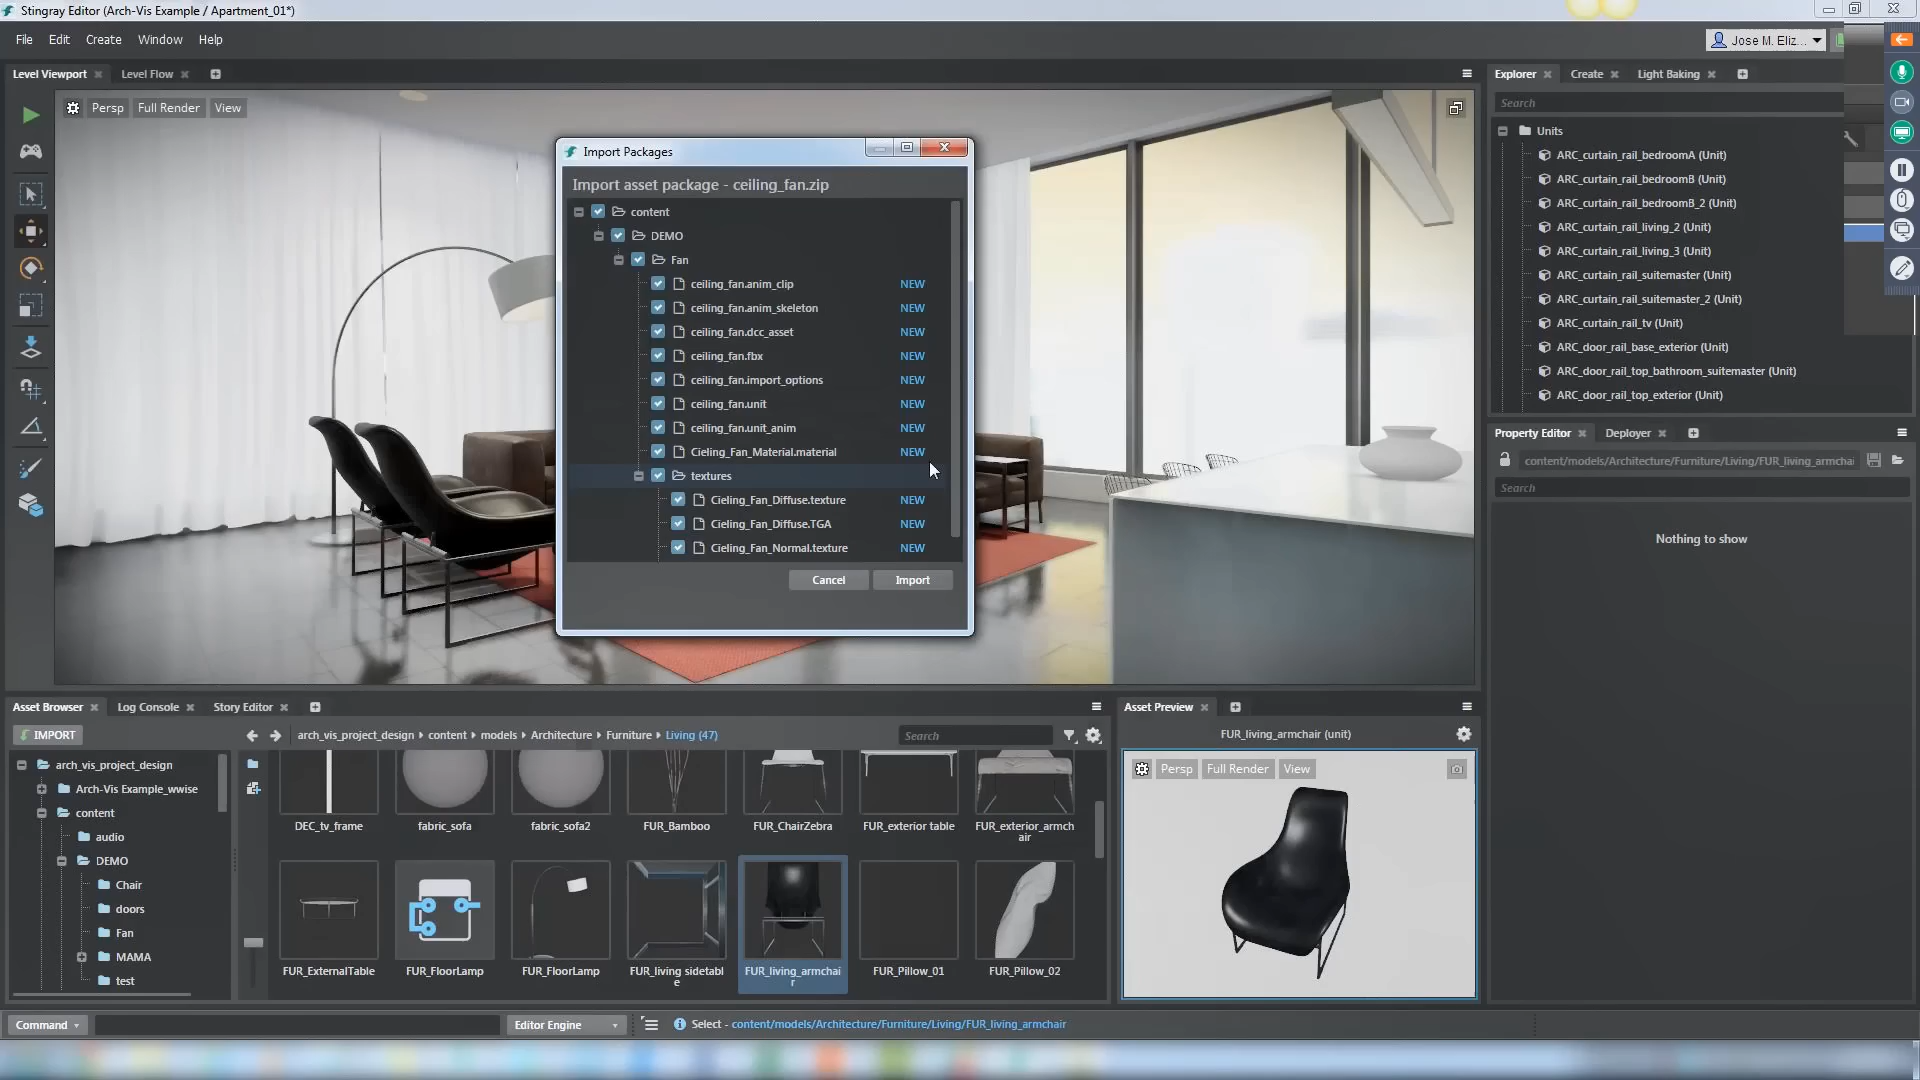 Stingray Editor (Arch-Vis Example / Apartment_01*)
File Edit Create Window Help
Jose M. Eliz...
Level Viewport Level Flow
Persp Full Render View
Import Packages
Import asset package - ceiling_fan.zip
content
DEMO
Fan
ceiling_fan.anim_clip NEW
ceiling_fan.anim_skeleton NEW
ceiling_fan.dcc_asset NEW
ceiling_fan.fbx NEW
ceiling_fan.import_options NEW
ceiling_fan.unit NEW
ceiling_fan.unit_anim NEW
Cieling_Fan_Material.material NEW
textures
Cieling_Fan_Diffuse.texture NEW
Cieling_Fan_Diffuse.TGA NEW
Cieling_Fan_Normal.texture NEW
Cancel Import
Explorer Create Light Baking
Search
Units
ARC_curtain_rail_bedroomA (Unit)
ARC_curtain_rail_bedroomB (Unit)
ARC_curtain_rail_bedroomB_2 (Unit)
ARC_curtain_rail_living_2 (Unit)
ARC_curtain_rail_living_3 (Unit)
ARC_curtain_rail_suitemaster (Unit)
ARC_curtain_rail_suitemaster_2 (Unit)
ARC_curtain_rail_tv (Unit)
ARC_door_rail_base_exterior (Unit)
ARC_door_rail_top_bathroom_suitemaster (Unit)
ARC_door_rail_top_exterior (Unit)
Property Editor Deployer
content/models/Architecture/Furniture/Living/FUR_living_armchai
Search
Nothing to show
Asset Browser Log Console Story Editor
IMPORT
arch_vis_project_design content models Architecture Furniture Living (47)
Search
arch_vis_project_design
Arch-Vis Example_wwise
content
audio
DEMO
Chair
doors
Fan
MAMA
test
DEC_tv_frame fabric_sofa fabric_sofa2 FUR_Bamboo FUR_ChairZebra FUR_exterior table FUR_exterior_armch
air
FUR_ExternalTable FUR_FloorLamp FUR_FloorLamp FUR_living sidetabl FUR_living_armchai FUR_Pillow_01 FUR_Pillow_02
e r
Asset Preview
FUR_living_armchair (unit)
Persp Full Render View
Command Editor Engine Select - content/models/Architecture/Furniture/Living/FUR_living_armchair